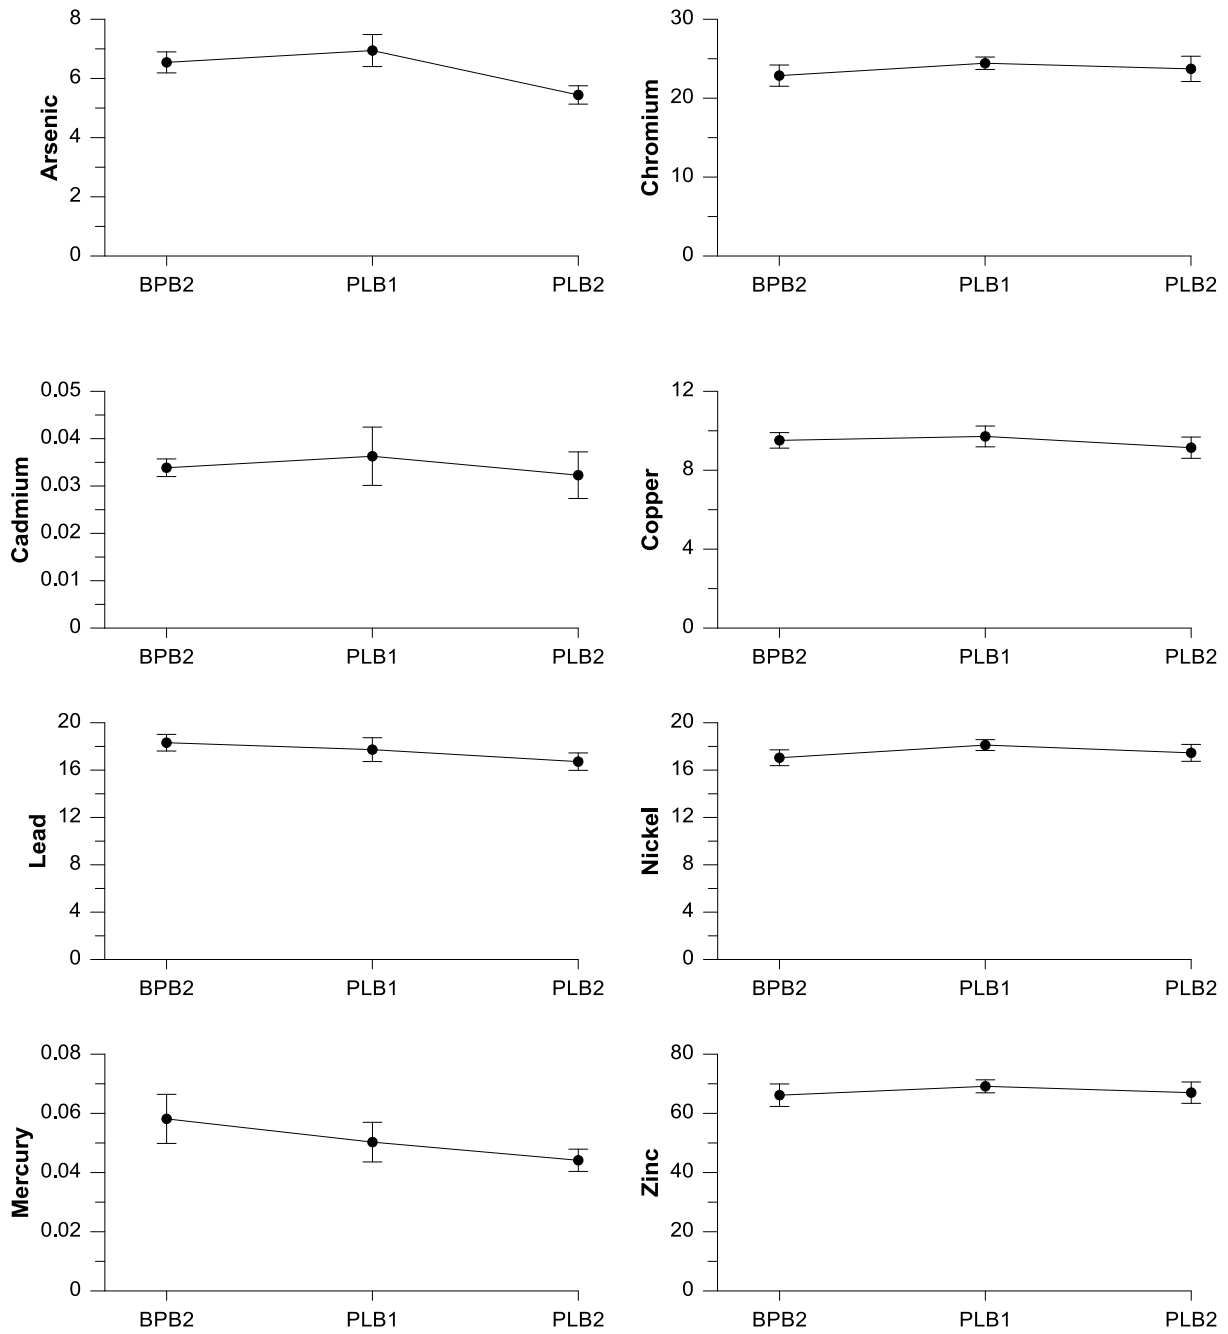 Arsenic
8
6
4
2
0
BPB2 PLB1 PLB2
Chromium
30
20
10
0
BPB2 PLB1 PLB2
Cadmium
0.05
0.04
0.03
0.02
0.01
0
BPB2 PLB1 PLB2
Copper
12
8
4
0
BPB2 PLB1 PLB2
Lead
20
16
12
8
4
0
BPB2 PLB1 PLB2
Nickel
20
16
12
8
4
0
BPB2 PLB1 PLB2
Mercury
0.08
0.06
0.04
0.02
0
BPB2 PLB1 PLB2
Zinc
80
60
40
20
0
BPB2 PLB1 PLB2